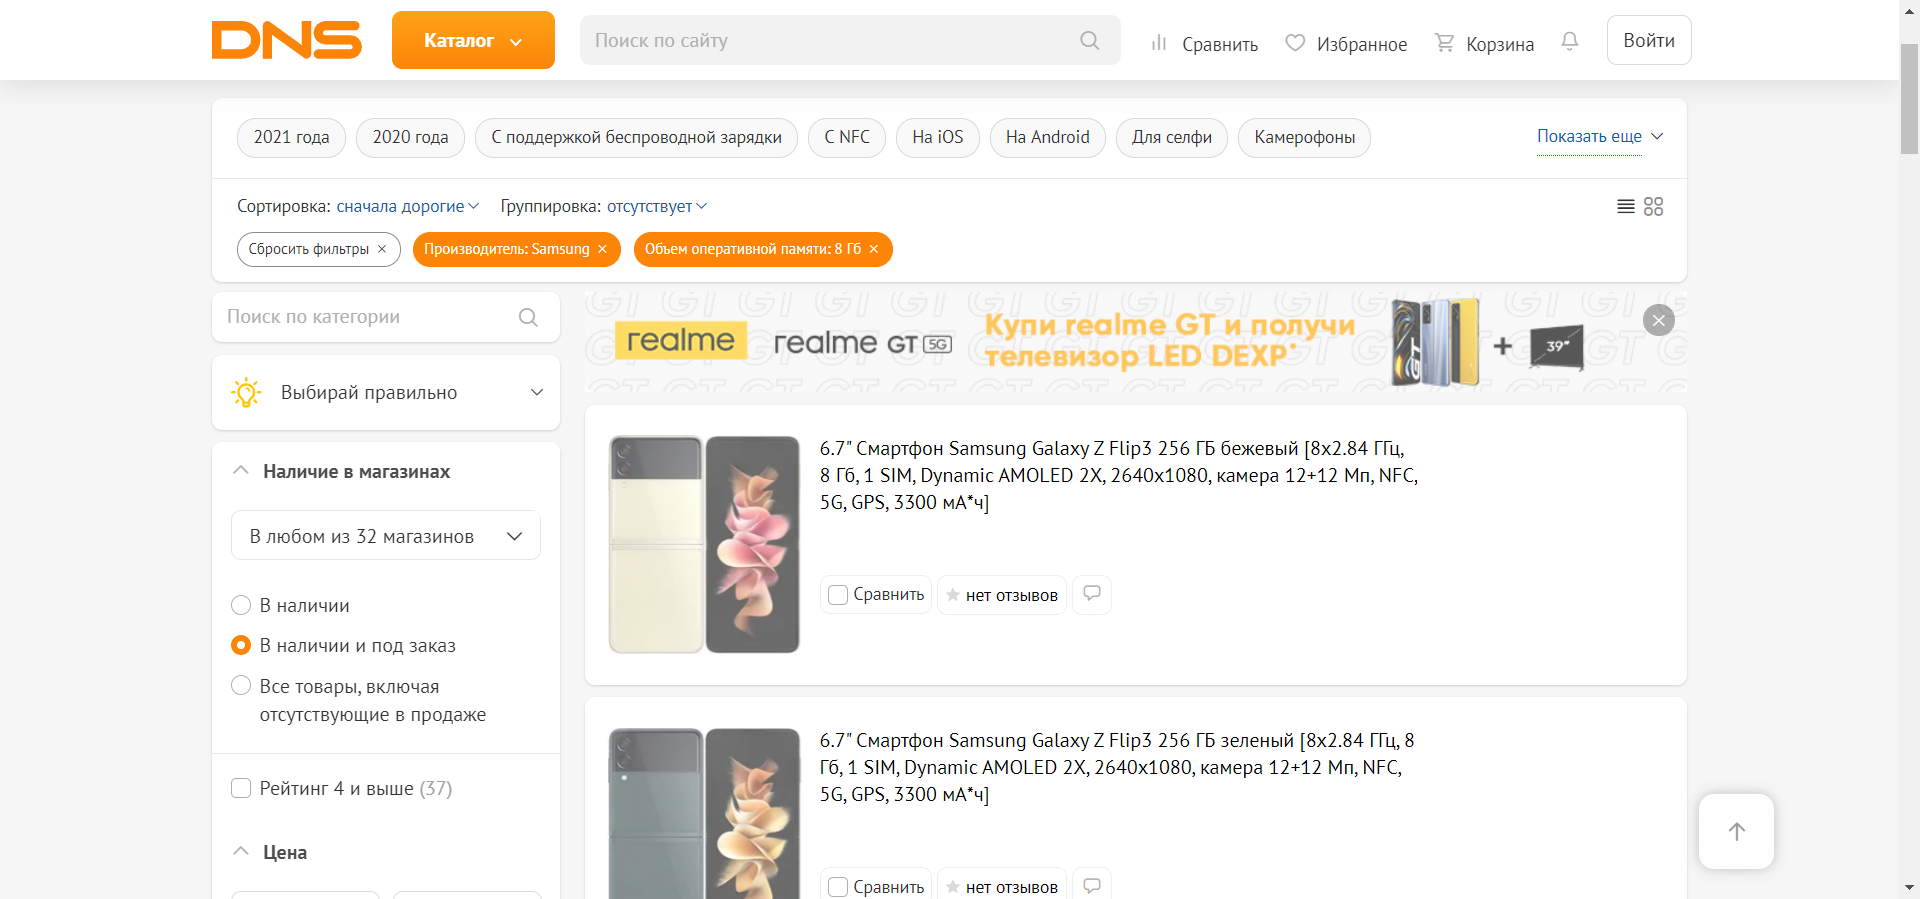 DNS
Каталог
Поиск по сайту
Сравнить
Избранное
Корзина
Войти
2021 года
2020 года
С поддержкой беспроводной зарядки
С NFC
На iOS
На Android
Для селфи
Камерофоны
Показать еще
Сортировка: сначала дорогие
Группировка: отсутствует
Сбросить фильтры ×
Производитель: Samsung ×
Объем оперативной памяти: 8 Гб ×
Поиск по категории
Выбирай правильно
Наличие в магазинах
В любом из 32 магазинов
В наличии
В наличии и под заказ
Все товары, включая
отсутствующие в продаже
Рейтинг 4 и выше (37)
Цена
realme
realme GT 5G
Купи realme GT и получи
телевизор LED DEXP*
GT
+
39"
6.7" Смартфон Samsung Galaxy Z Flip3 256 ГБ бежевый [8x2.84 ГГц,
8 Гб, 1 SIM, Dynamic AMOLED 2X, 2640x1080, камера 12+12 Мп, NFC,
5G, GPS, 3300 мА*ч]
Сравнить
нет отзывов
6.7" Смартфон Samsung Galaxy Z Flip3 256 ГБ зеленый [8x2.84 ГГц, 8
Гб, 1 SIM, Dynamic AMOLED 2X, 2640x1080, камера 12+12 Мп, NFC,
5G, GPS, 3300 мА*ч]
Сравнить
нет отзывов